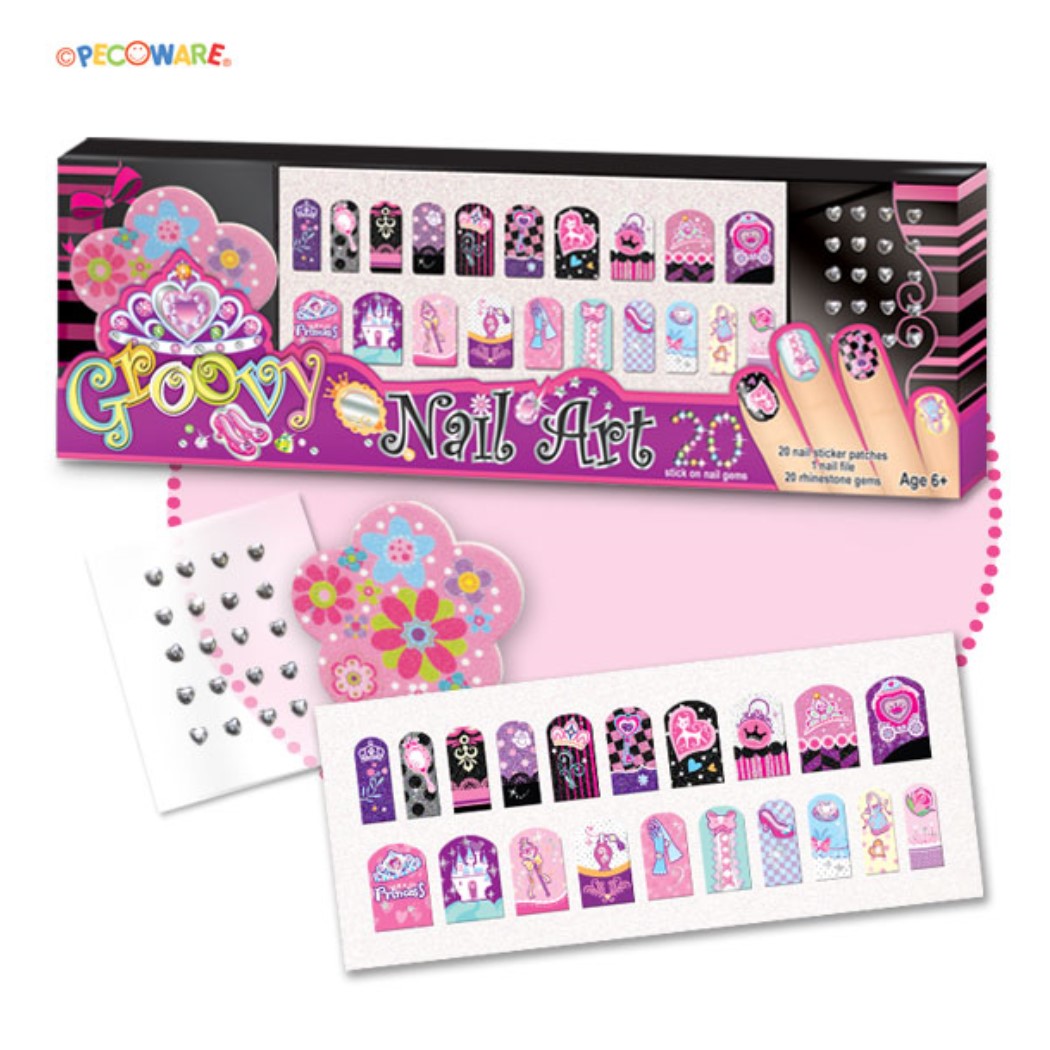 ©PECOWARE®
Princess
Groovy
Nail Art
20
stick on nail gems
20 nail sticker patches
1 nail file
20 rhinestone gems
Age 6+
Princess